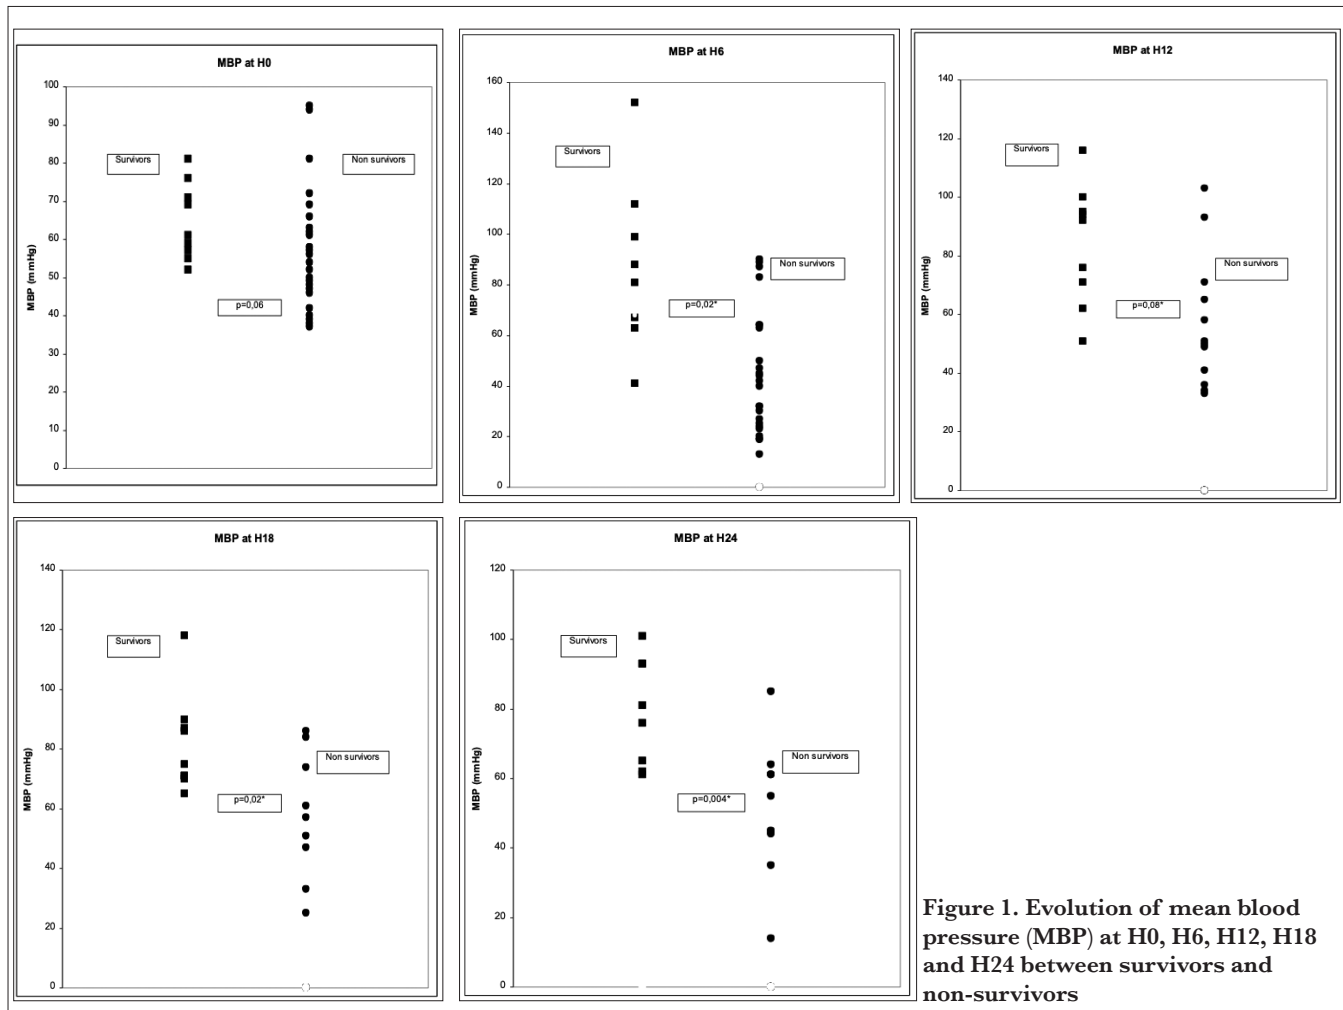 MBP at H0
100
90
80
70
60
50
40
30
20
10
0
MBP (mmHg)
Survivors
Non survivors
p=0,06
MBP at H6
160
140
120
100
80
60
40
20
0
MBP (mmHg)
Survivors
Non survivors
p=0,02*
MBP at H12
140
120
100
80
60
40
20
0
MBP (mmHg)
Survivors
Non survivors
p=0,08*
MBP at H18
140
120
100
80
60
40
20
0
MBP (mmHg)
Survivors
Non survivors
p=0,02*
MBP at H24
120
100
80
60
40
20
0
MBP (mmHg)
Survivors
Non survivors
p=0,004*
Figure 1. Evolution of mean blood
pressure (MBP) at H0, H6, H12, H18
and H24 between survivors and
non-survivors